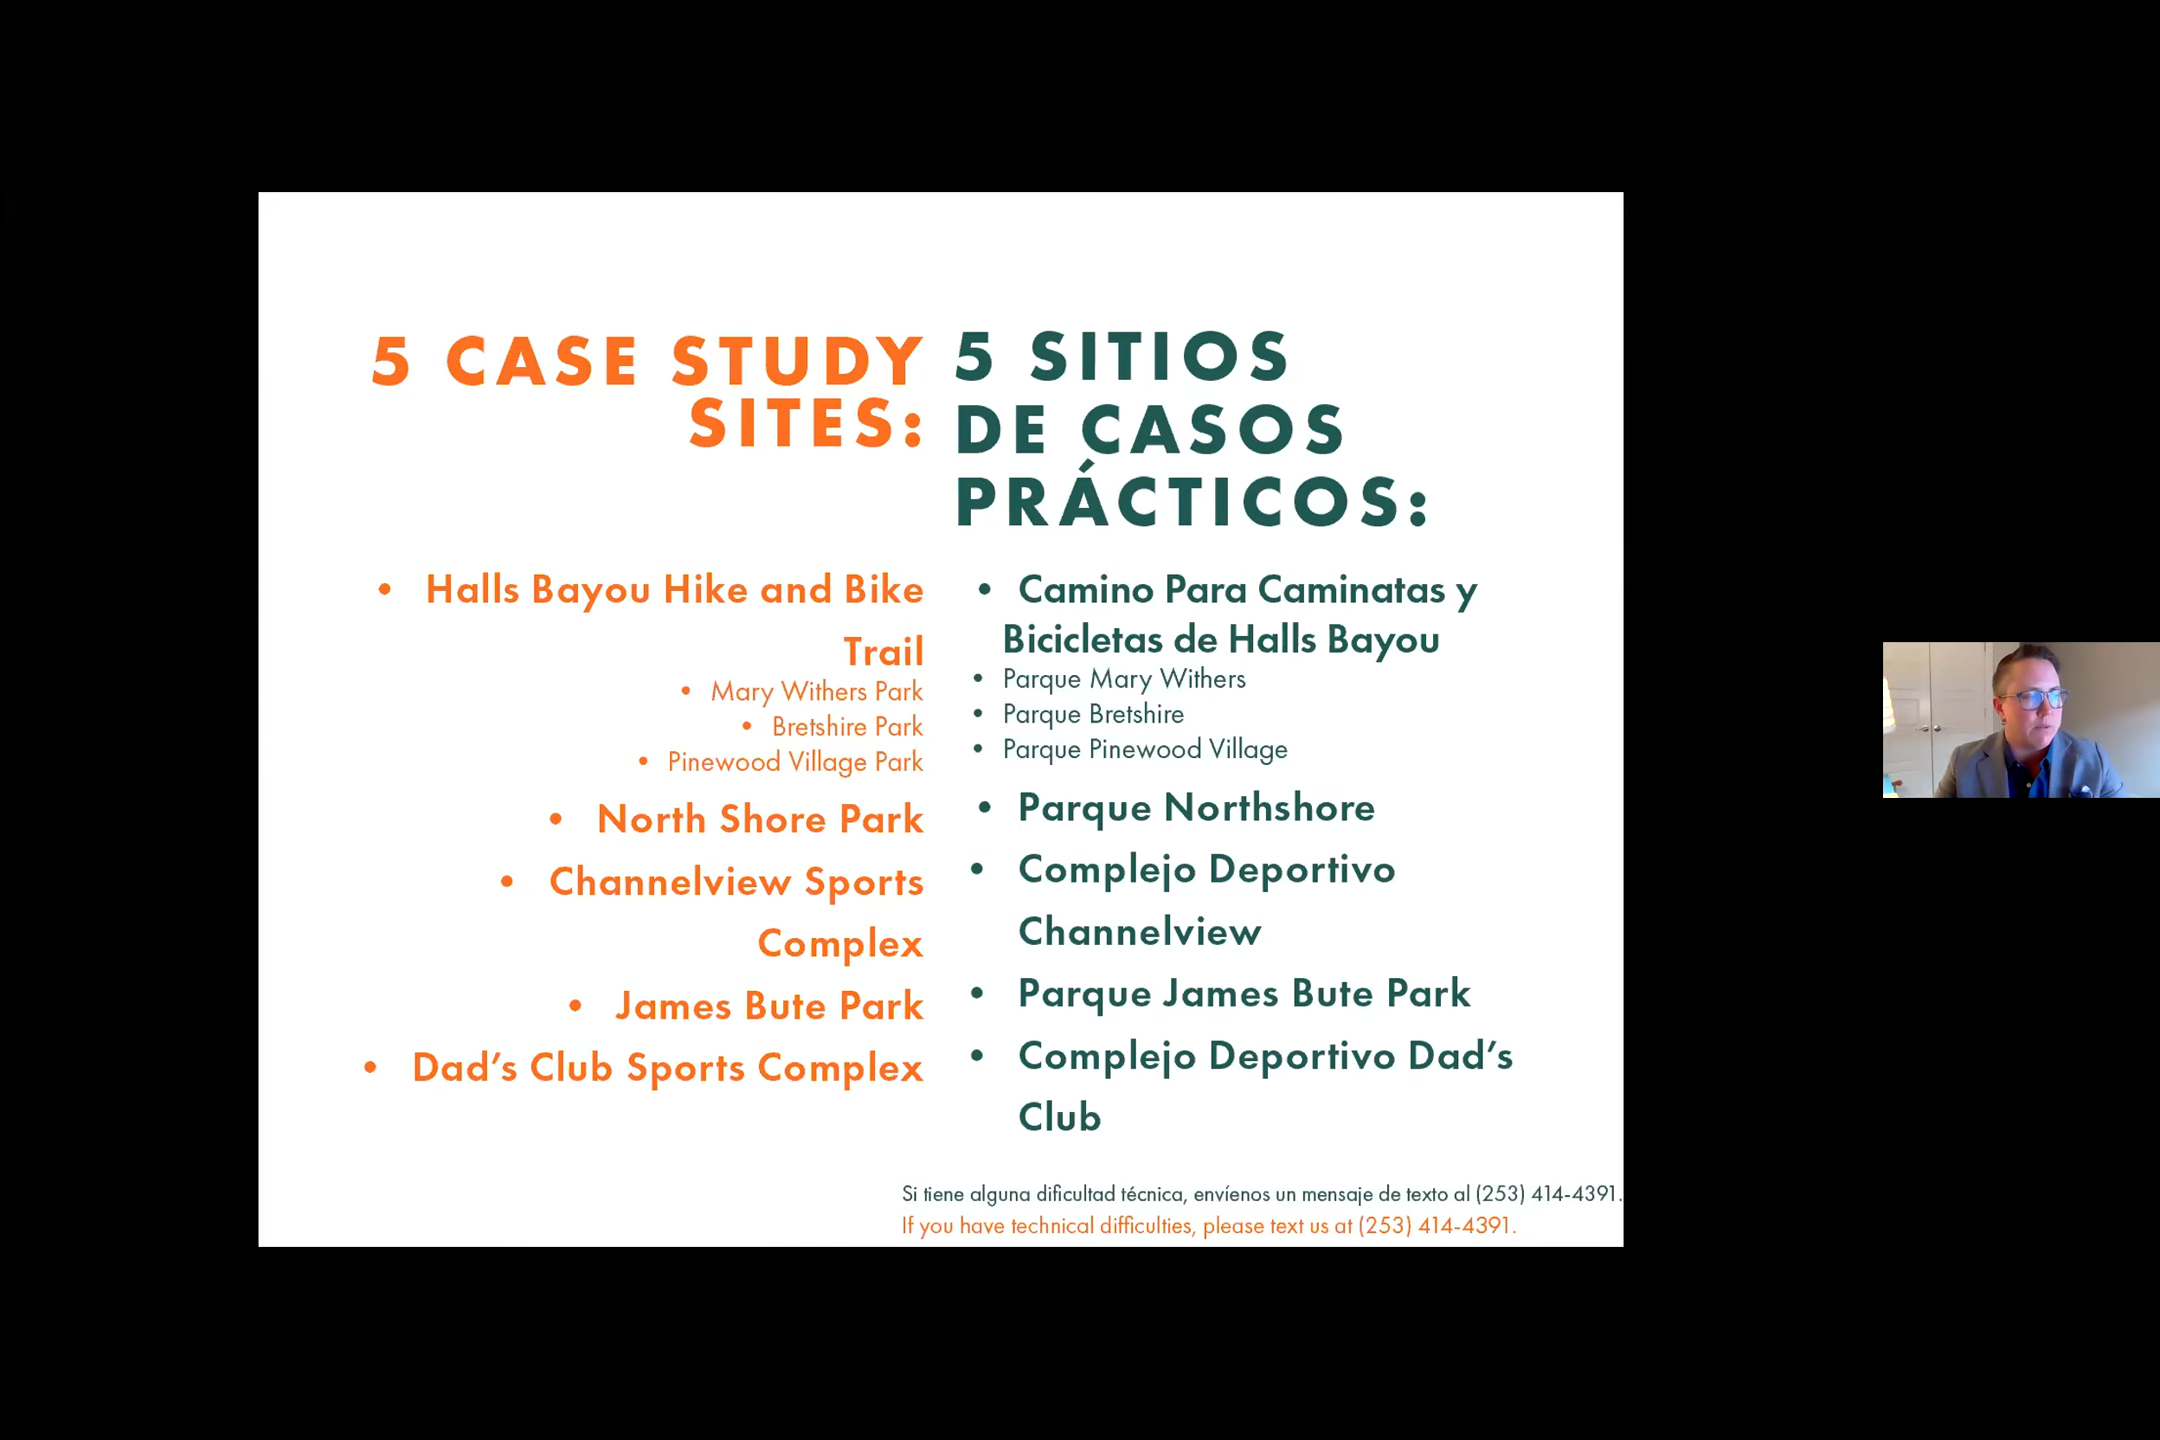 5 CASE STUDY
SITES:
• Halls Bayou Hike and Bike
Trail
• Mary Withers Park
• Bretshire Park
• Pinewood Village Park
• North Shore Park
• Channelview Sports
Complex
• James Bute Park
• Dad’s Club Sports Complex
5 SITIOS
DE CASOS
PRÁCTICOS:
• Camino Para Caminatas y
Bicicletas de Halls Bayou
• Parque Mary Withers
• Parque Bretshire
• Parque Pinewood Village
• Parque Northshore
• Complejo Deportivo
Channelview
• Parque James Bute Park
• Complejo Deportivo Dad’s
Club
Si tiene alguna dificultad técnica, envíenos un mensaje de texto al (253) 414-4391.
If you have technical difficulties, please text us at (253) 414-4391.